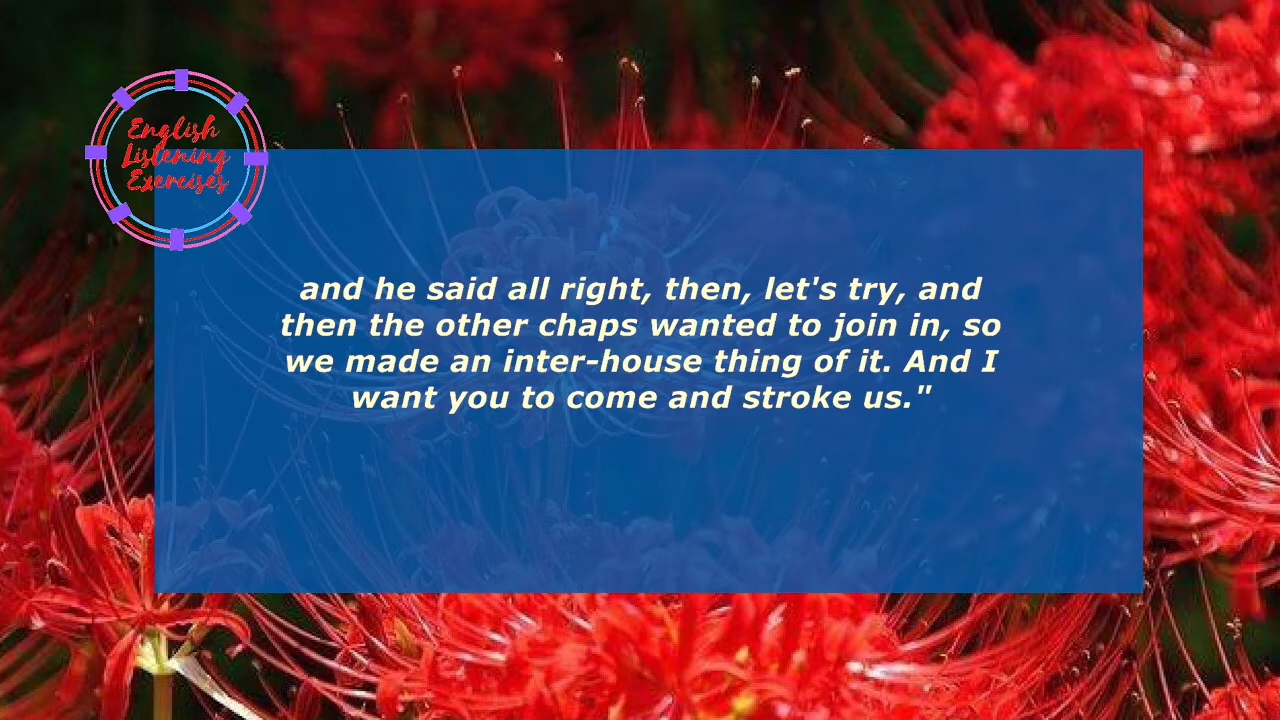 English
Listening
Exercises
and he said all right, then, let's try, and
then the other chaps wanted to join in, so
we made an inter-house thing of it. And I
want you to come and stroke us."